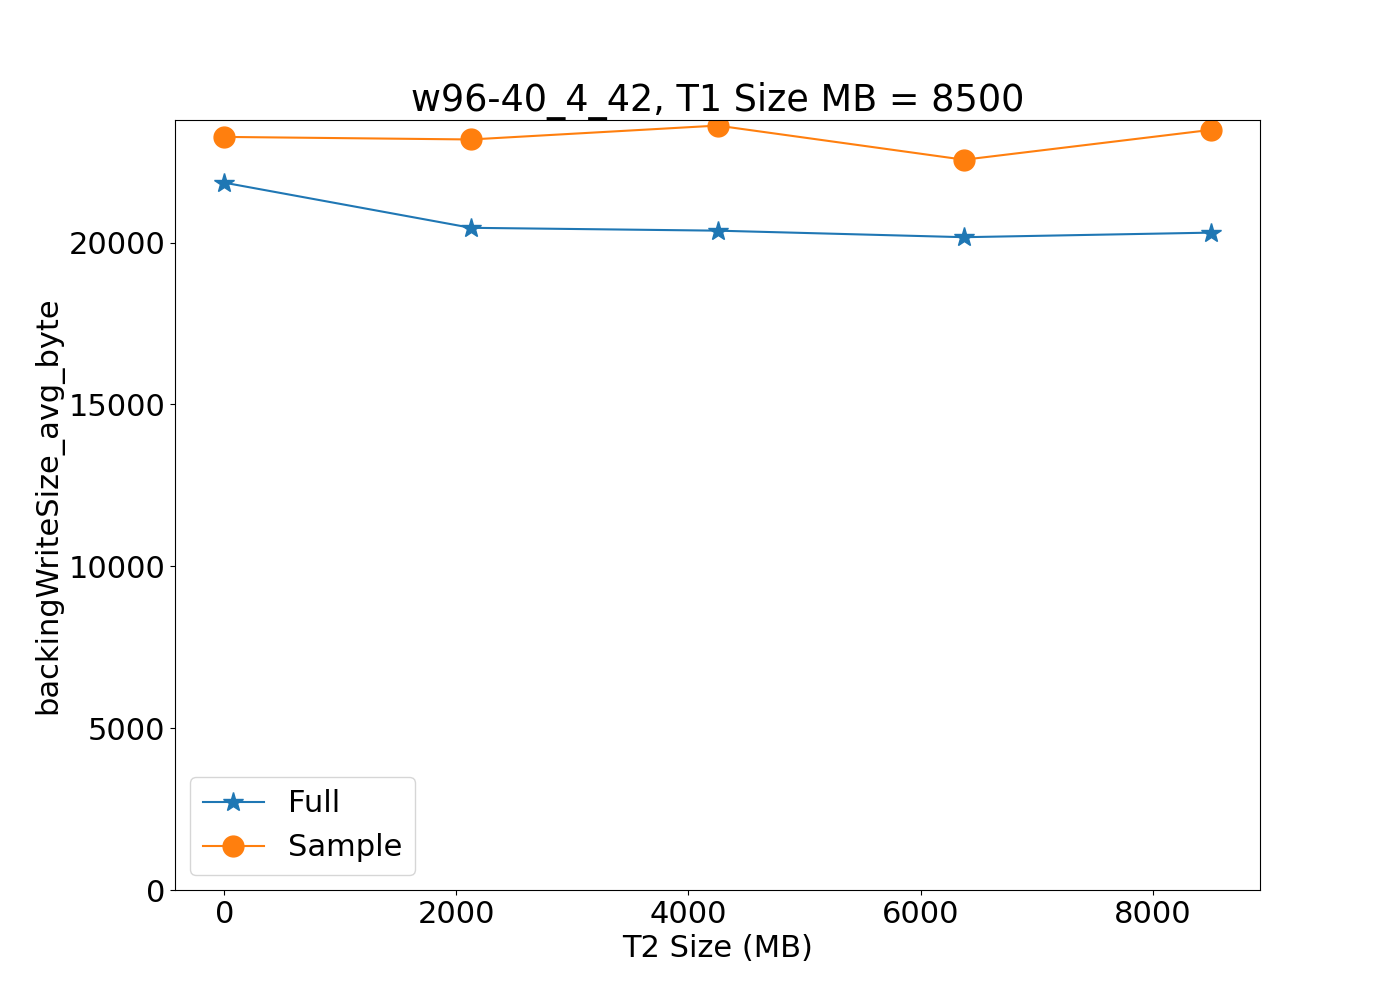 w96-40_4_42, T1 Size MB = 8500
backingWriteSize_avg_byte
20000
15000
10000
5000
0
Full
Sample
0 2000 4000 6000 8000
T2 Size (MB)